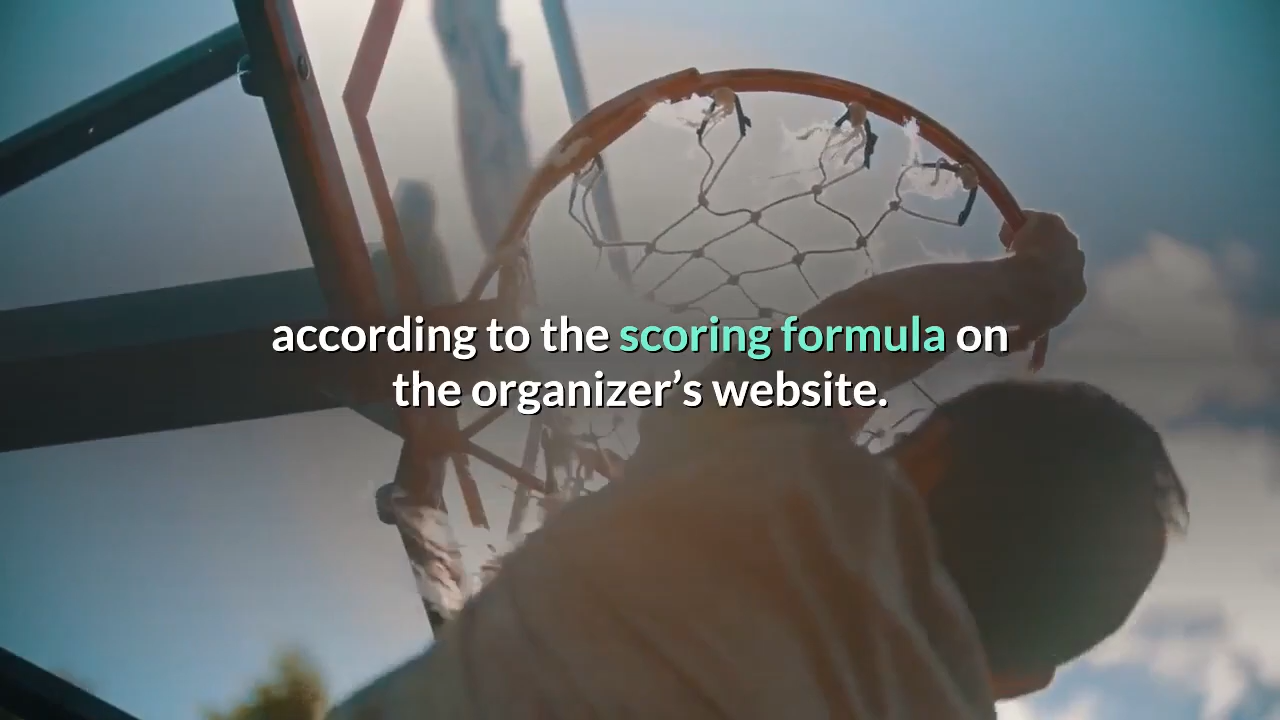 according to the scoring formula on
the organizer’s website.